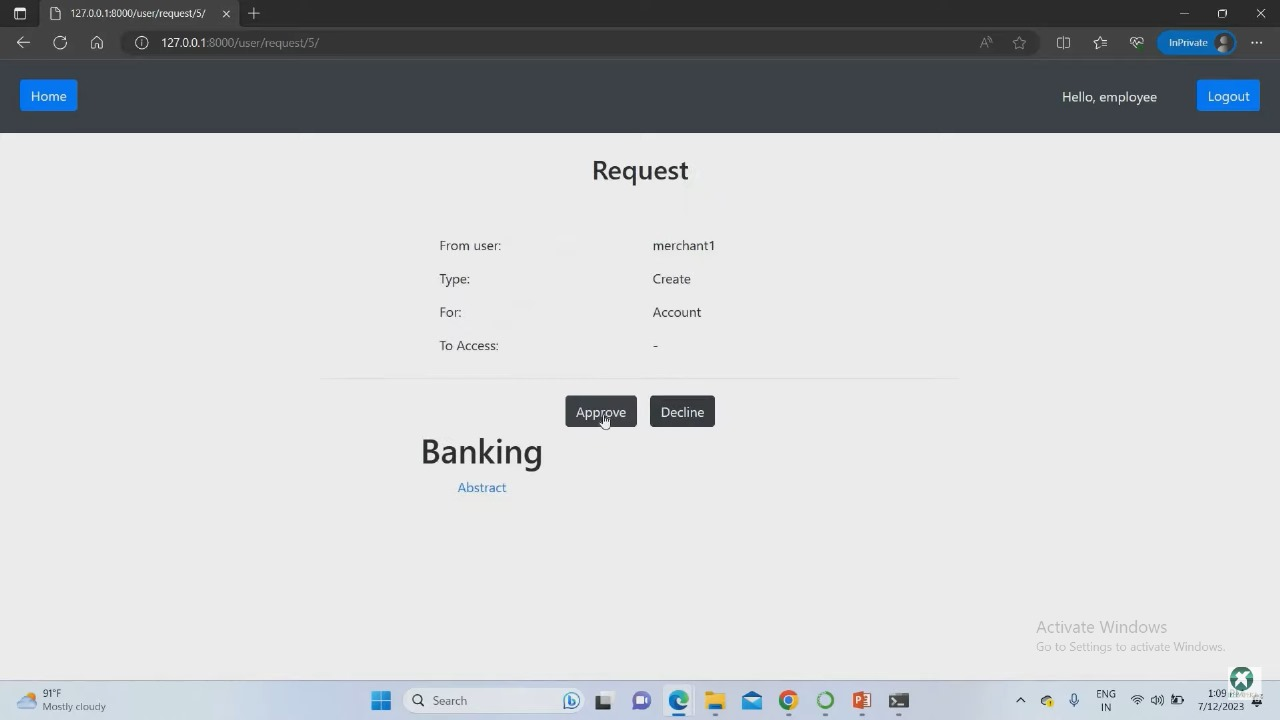 127.0.0.1:8000/user/request/5/
127.0.0.1:8000/user/request/5/
InPrivate
Home
Hello, employee
Logout
Request
From user: merchant1
Type: Create
For: Account
To Access: -
Approve Decline
Banking
Abstract
Activate Windows
Go to Settings to activate Windows.
91°F
Mostly cloudy
Search
ENG
IN
1:09
7/12/2023